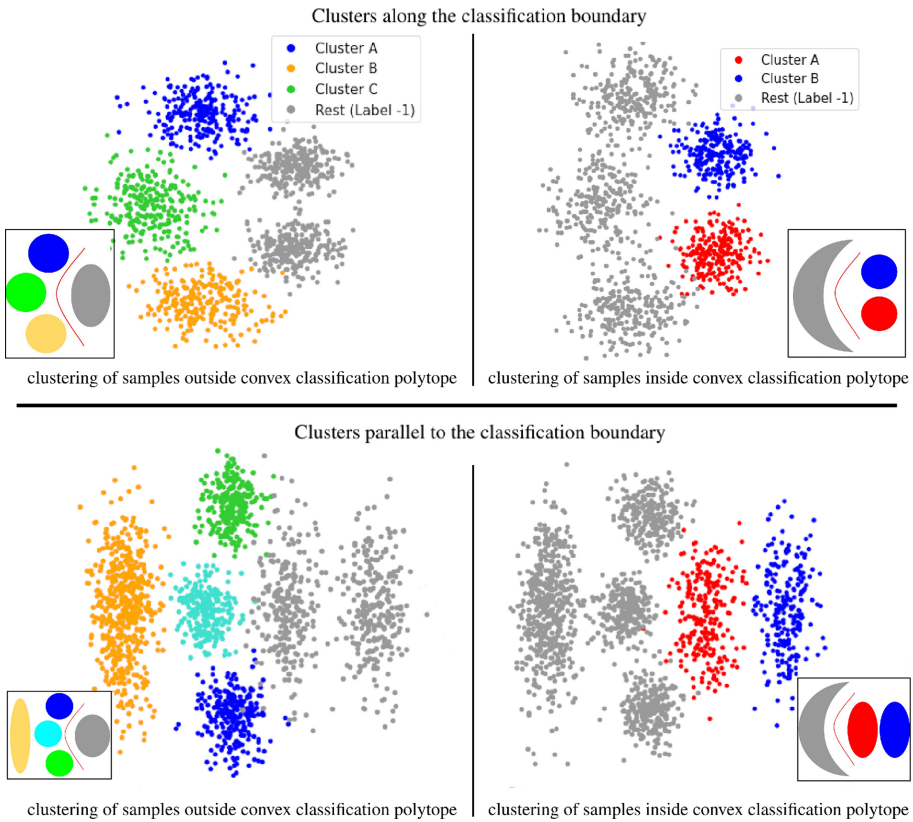 Clusters along the classification boundary
Cluster A
Cluster B
Cluster C
Rest (Label -1)
Cluster A
Cluster B
Rest (Label -1)
clustering of samples outside convex classification polytope
clustering of samples inside convex classification polytope
Clusters parallel to the classification boundary
clustering of samples outside convex classification polytope
clustering of samples inside convex classification polytope